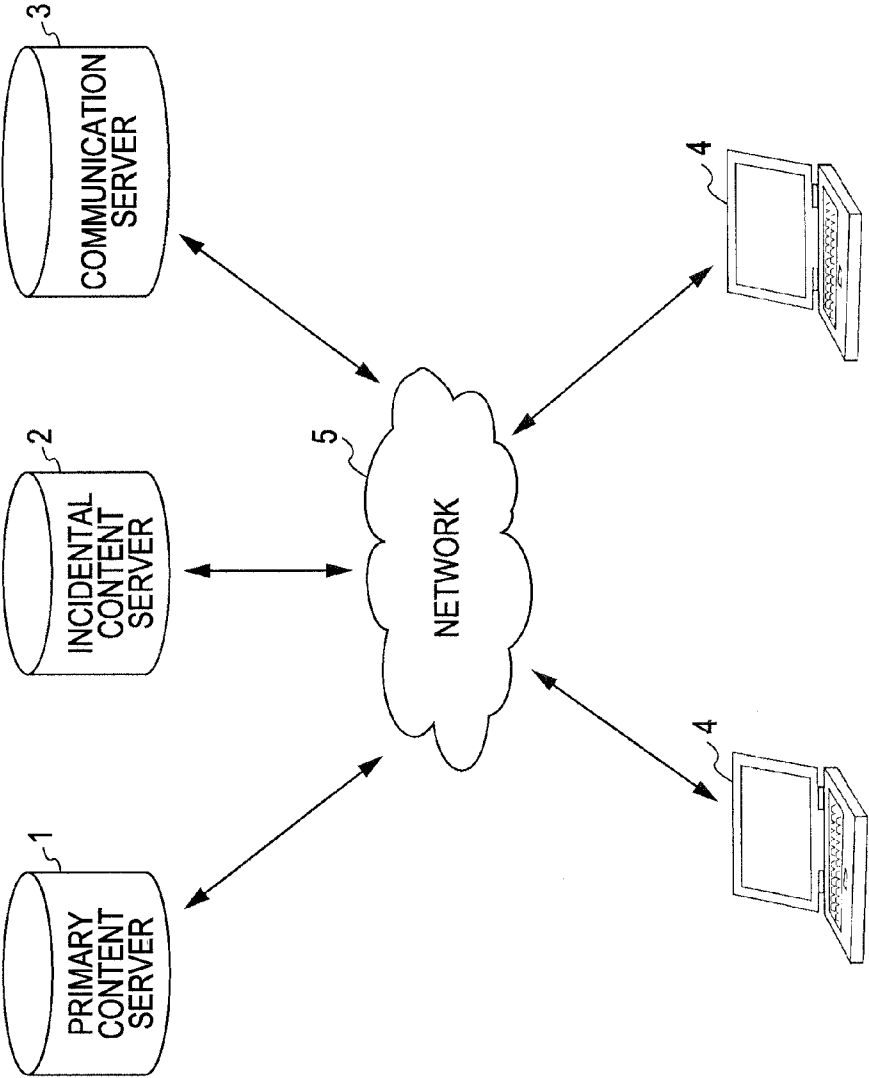 1
PRIMARY
CONTENT
SERVER
2
INCIDENTAL
CONTENT
SERVER
3
COMMUNICATION
SERVER
5
NETWORK
4
4